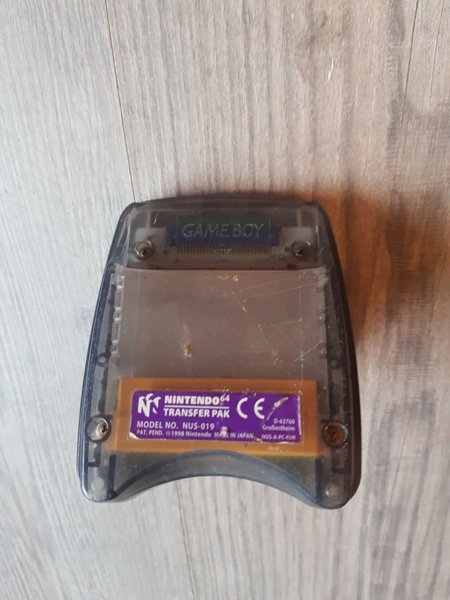 GAME BOY
NINTENDO64
TRANSFER PAK
CE
D-63760
Großostheim
MODEL NO. NUS-019
PAT. PEND. ©1998 Nintendo MADE IN JAPAN
NUS-A-PC-EUR